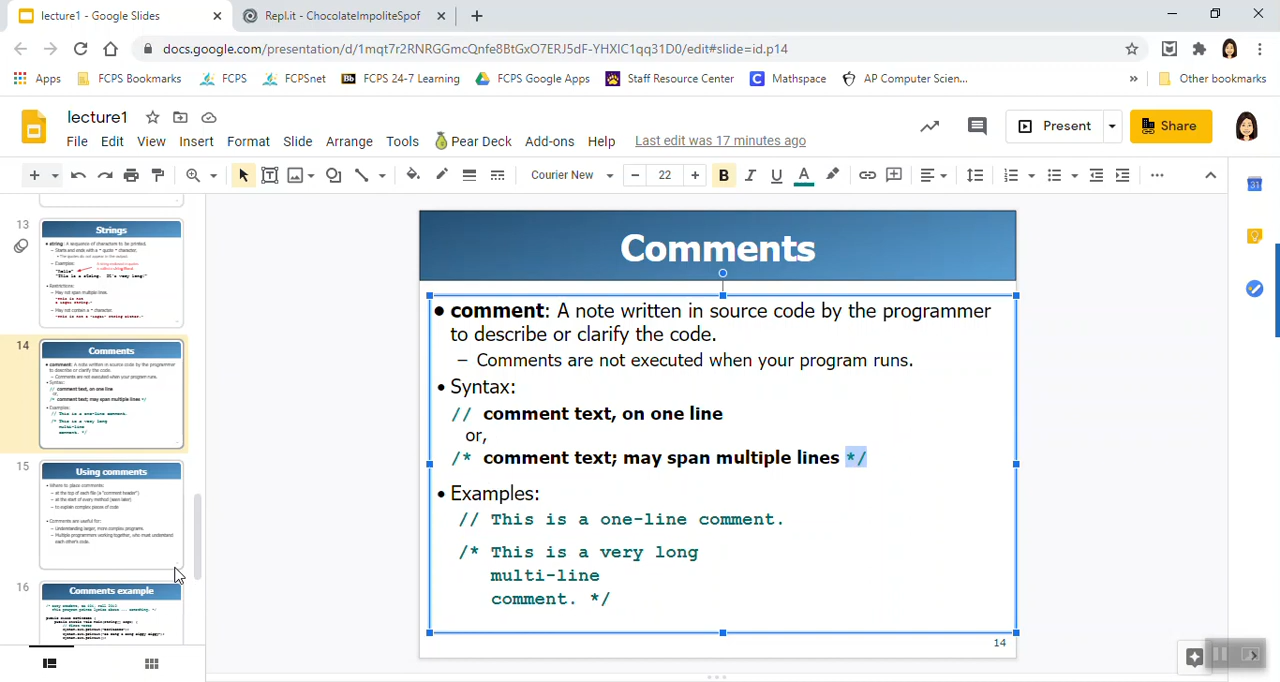 lecture1 - Google Slides
Repl.it - ChocolateImpoliteSpof
docs.google.com/presentation/d/1mqt7r2RNRGGmcQnfe8BtGxO7ERJ5dF-YHXlC1qq31D0/edit#slide=id.p14
Apps FCPS Bookmarks FCPS FCPSnet Bb FCPS 24-7 Learning FCPS Google Apps Staff Resource Center C Mathspace AP Computer Scien... » Other bookmarks
lecture1
File Edit View Insert Format Slide Arrange Tools Pear Deck Add-ons Help Last edit was 17 minutes ago
Present Share
Courier New 22 B I U A
13
Strings
14
Comments
15
Using comments
16
Comments example
Comments
● comment: A note written in source code by the programmer
to describe or clarify the code.
– Comments are not executed when your program runs.
• Syntax:
// comment text, on one line
or,
/* comment text; may span multiple lines */
• Examples:
// This is a one-line comment.
/* This is a very long
multi-line
comment. */
14